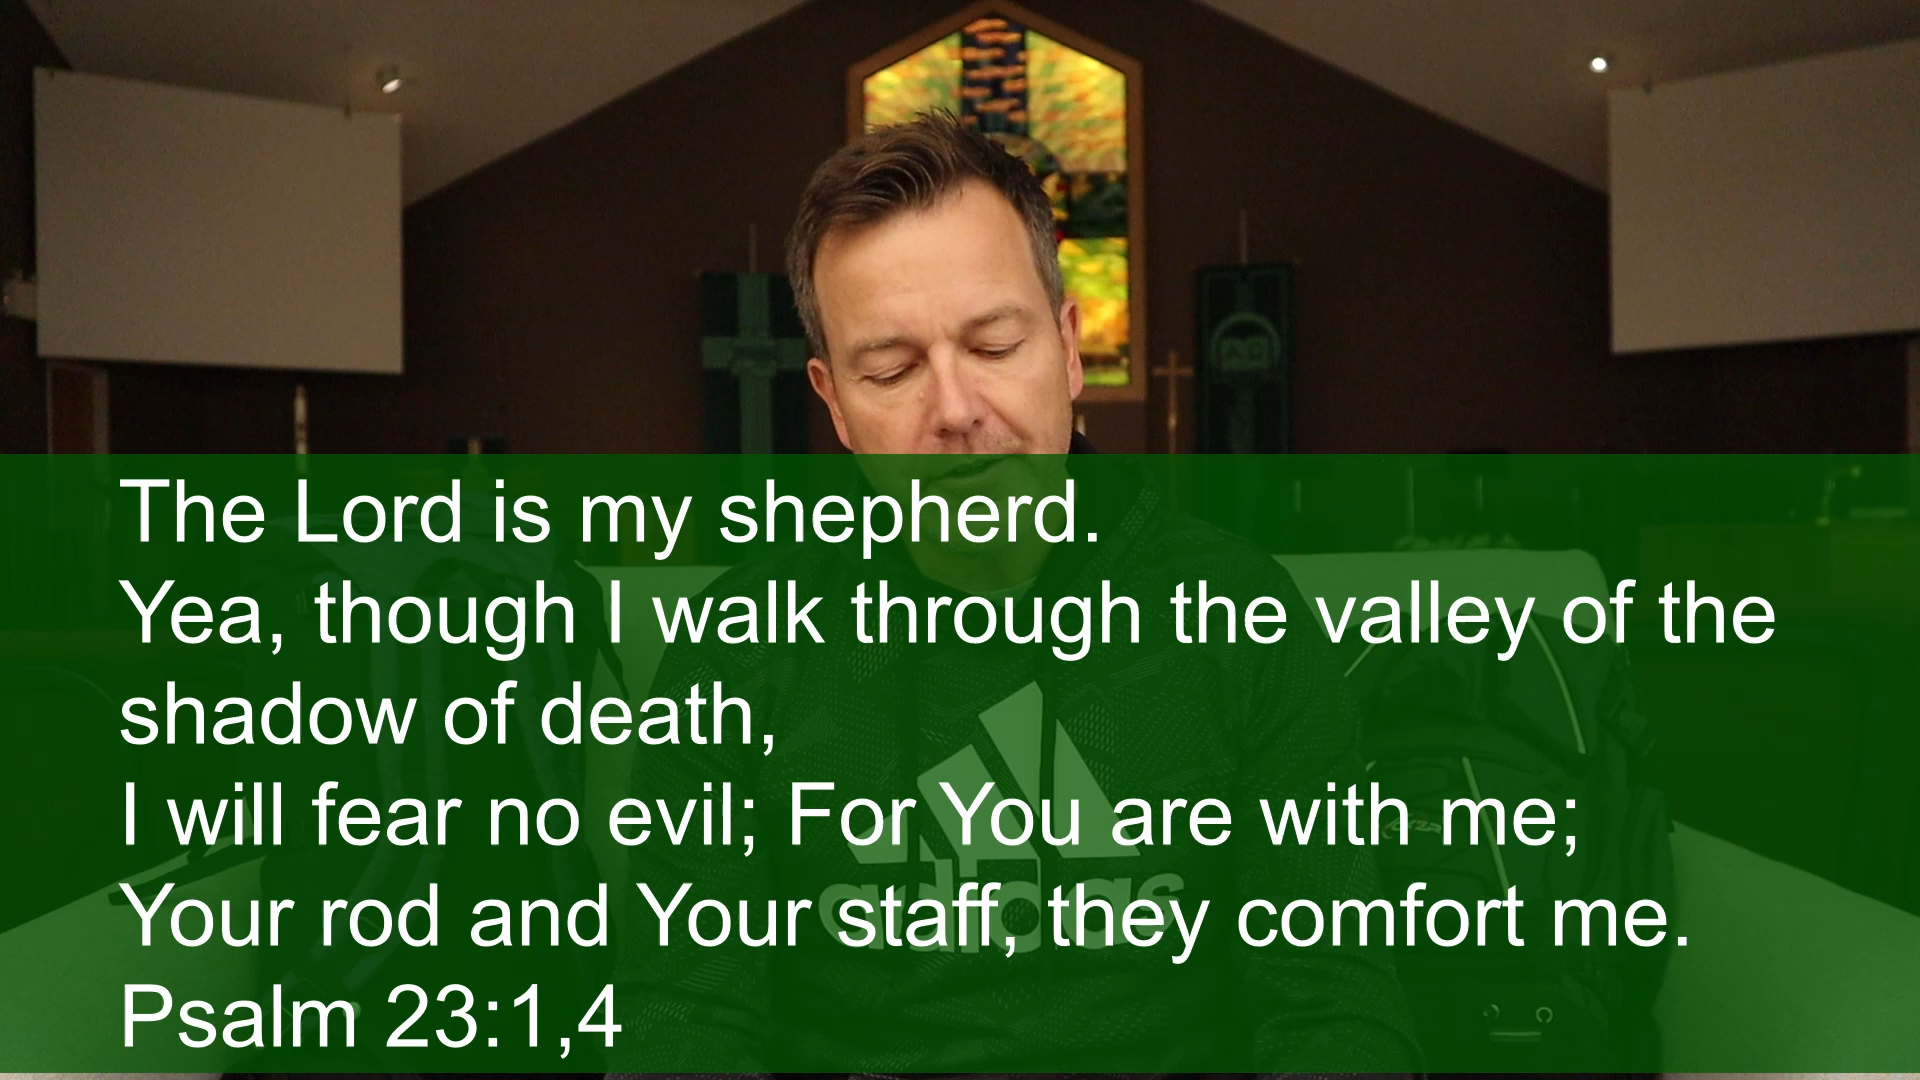 The Lord is my shepherd.
Yea, though I walk through the valley of the
shadow of death,
I will fear no evil; For You are with me;
Your rod and Your staff, they comfort me.
Psalm 23:1,4
adidas